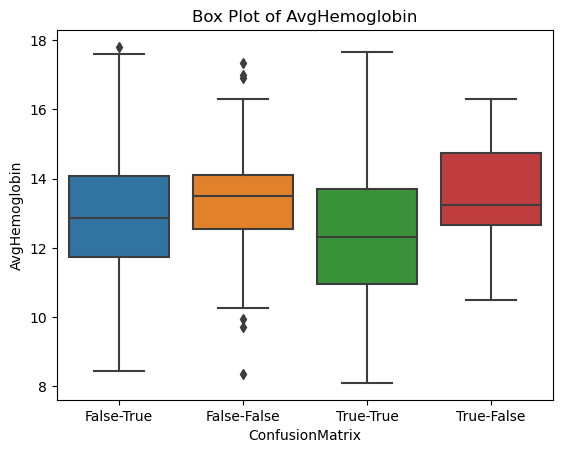 Box Plot of AvgHemoglobin
18
16
14
12
10
8
AvgHemoglobin
False-True False-False True-True True-False
ConfusionMatrix